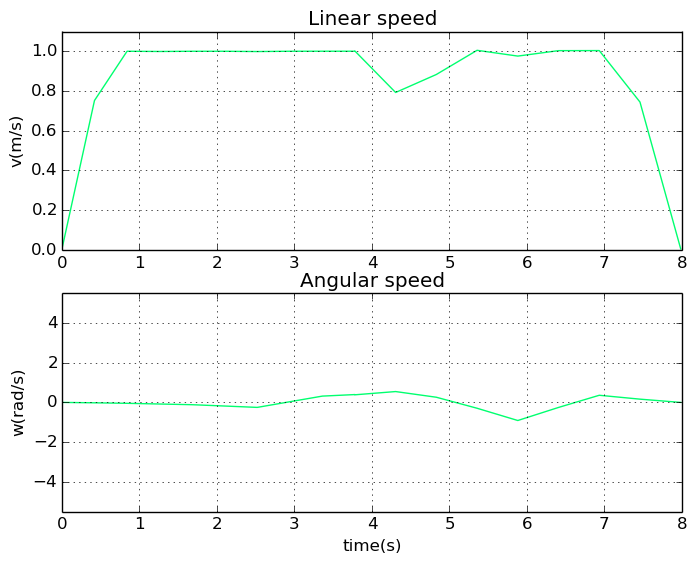 Linear speed
v(m/s)
1.0
0.8
0.6
0.4
0.2
0.0
0 1 2 3 4 5 6 7 8
Angular speed
w(rad/s)
4
2
0
−2
−4
0 1 2 3 4 5 6 7 8
time(s)